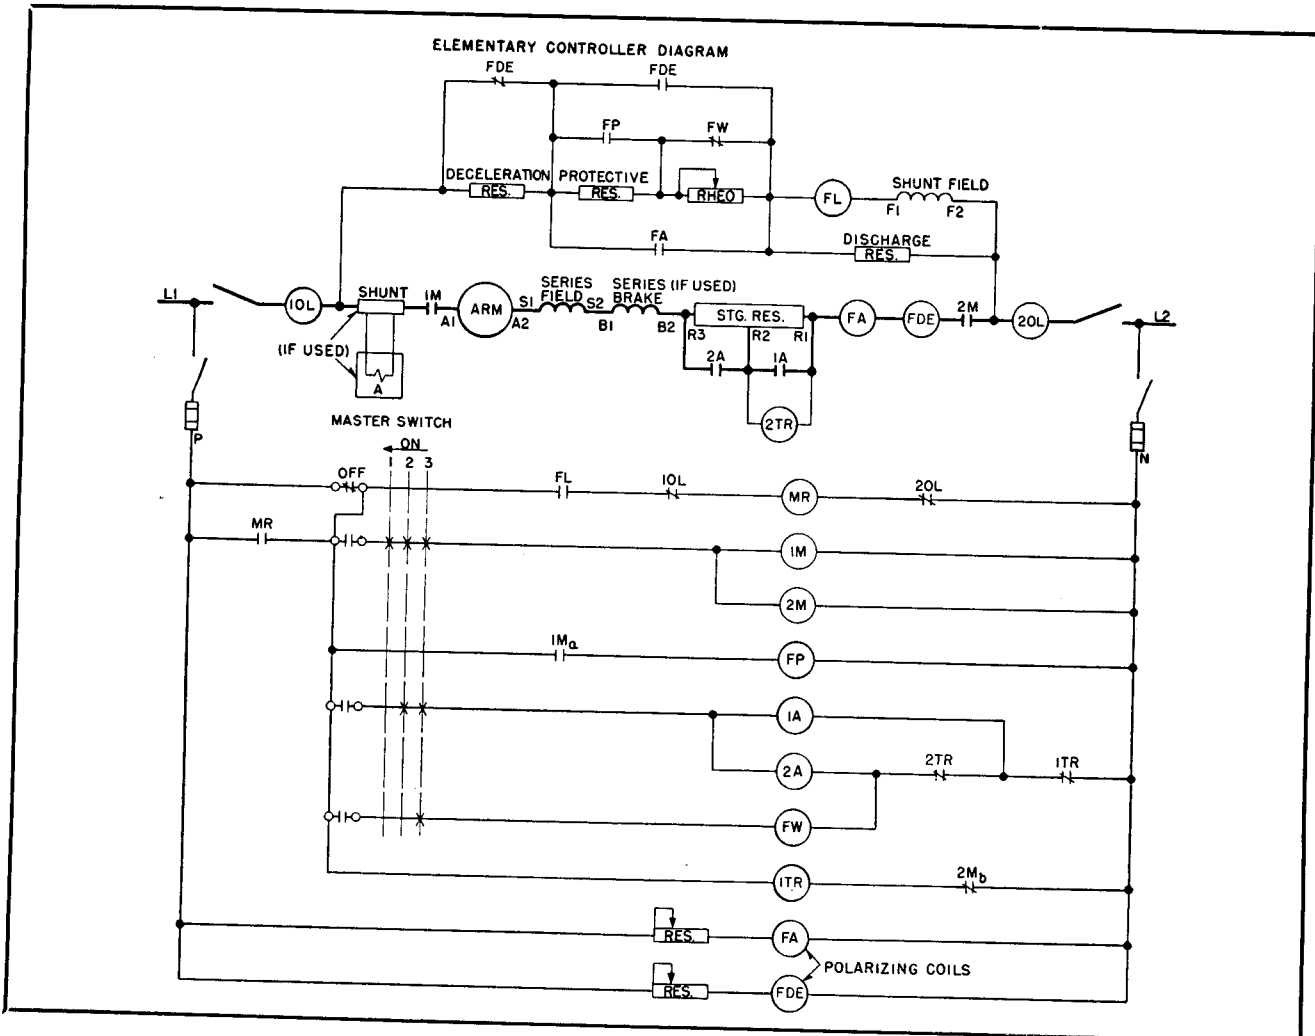 ELEMENTARY CONTROLLER DIAGRAM
FDE FDE
FP FW
DECELERATION PROTECTIVE SHUNT FIELD
RES. RES. RHEO FL F1 F2
FA DISCHARGE
RES.
L1 10L SHUNT 1M ARM S1 SERIES FIELD S2 SERIES (IF USED) BRAKE STG. RES. FA FDE 2M 20L L2
A1 A2 B1 B2 R3 R2 R1
(IF USED) A 2A 1A
2TR
MASTER SWITCH
P ON N
1 2 3
OFF FL 10L MR 20L
MR 1M
2M
1Ma FP
1A
2A 2TR 1TR
FW
1TR 2Mb
RES. FA
POLARIZING COILS
RES. FDE